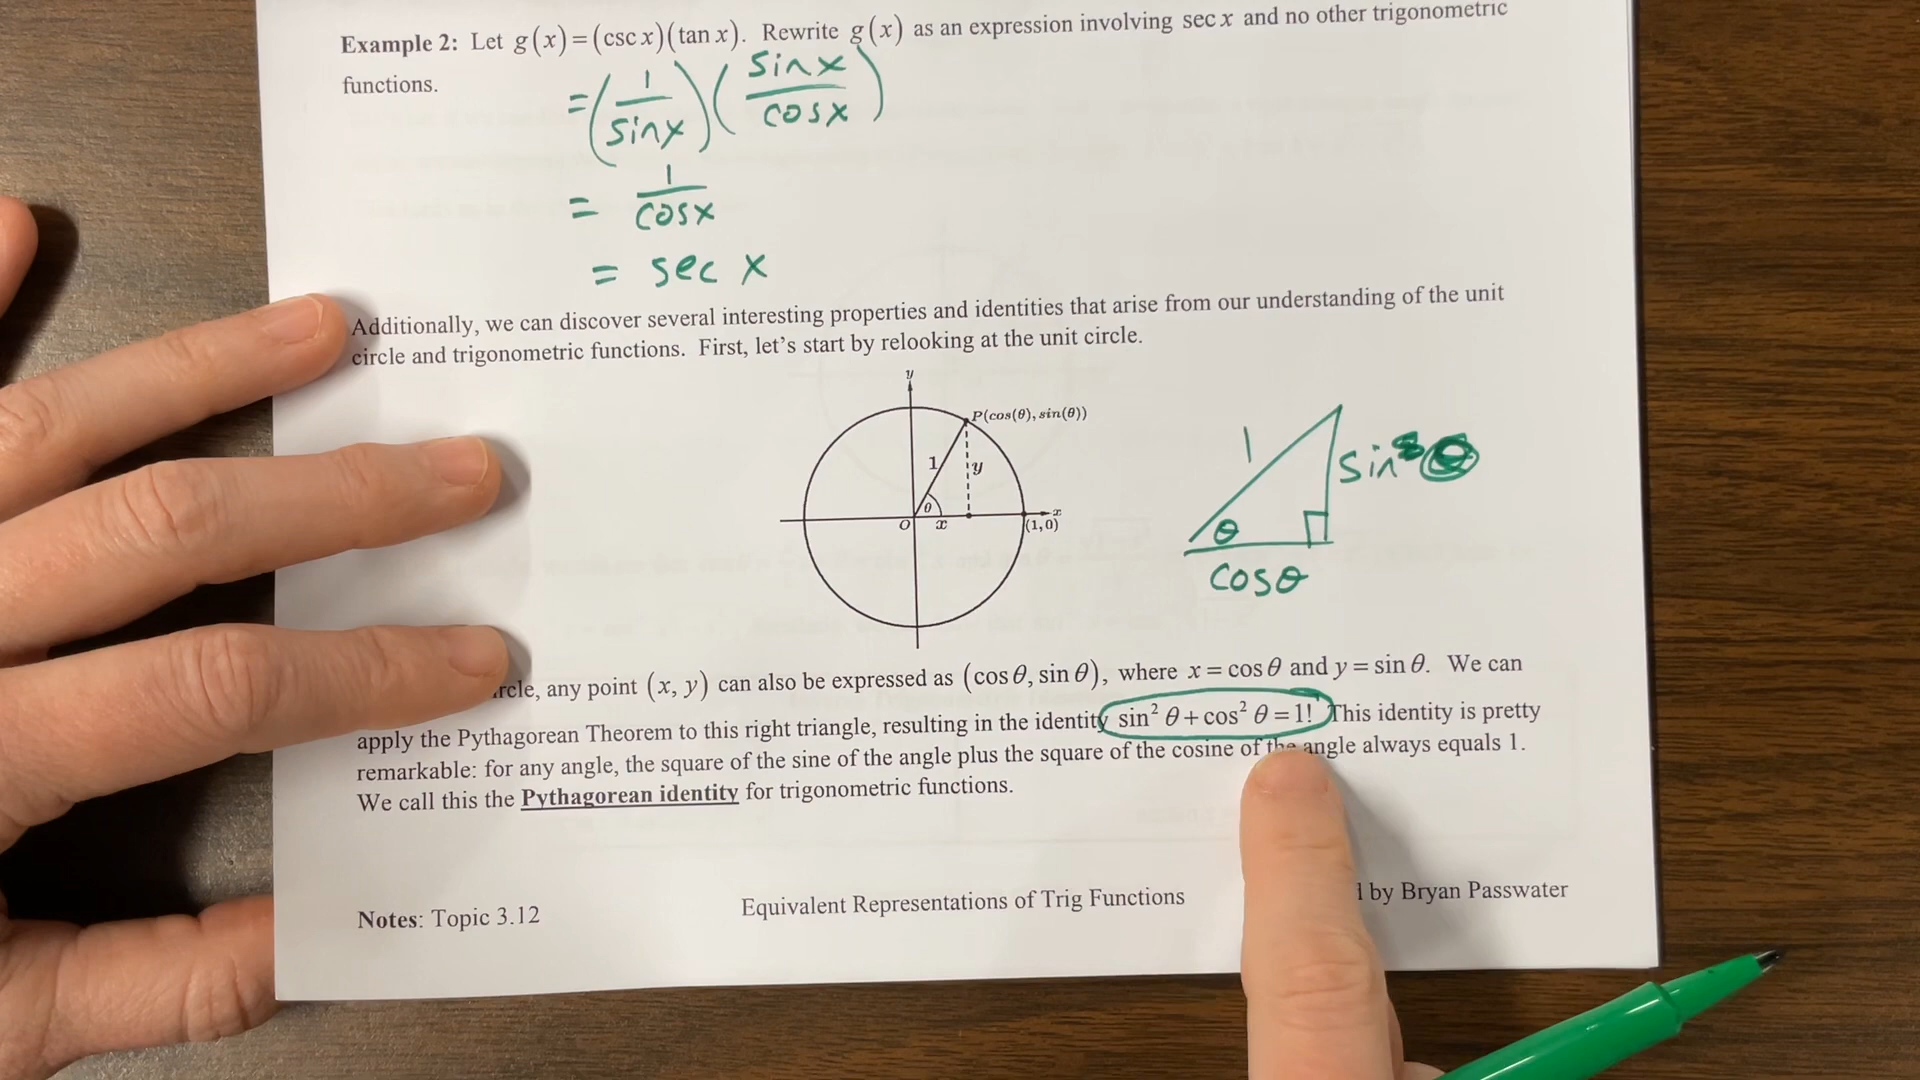 Example 2: Let g(x) = (csc x)(tan x). Rewrite g(x) as an expression involving sec x and no other trigonometric
functions.
= (1/sinx)(sinx/cosx)
= 1/cosx
= sec x
Additionally, we can discover several interesting properties and identities that arise from our understanding of the unit
circle and trigonometric functions. First, let's start by relooking at the unit circle.
y
P(cos(θ), sin(θ))
1
y
θ
O
x
x
(1,0)
1
sin θ
θ
cosθ
any point (x, y) can also be expressed as (cos θ, sin θ), where x = cos θ and y = sin θ. We can
apply the Pythagorean Theorem to this right triangle, resulting in the identity sin² θ + cos² θ = 1! This identity is pretty
remarkable: for any angle, the square of the sine of the angle plus the square of the cosine of the angle always equals 1.
We call this the Pythagorean identity for trigonometric functions.
Notes: Topic 3.12
Equivalent Representations of Trig Functions
by Bryan Passwater